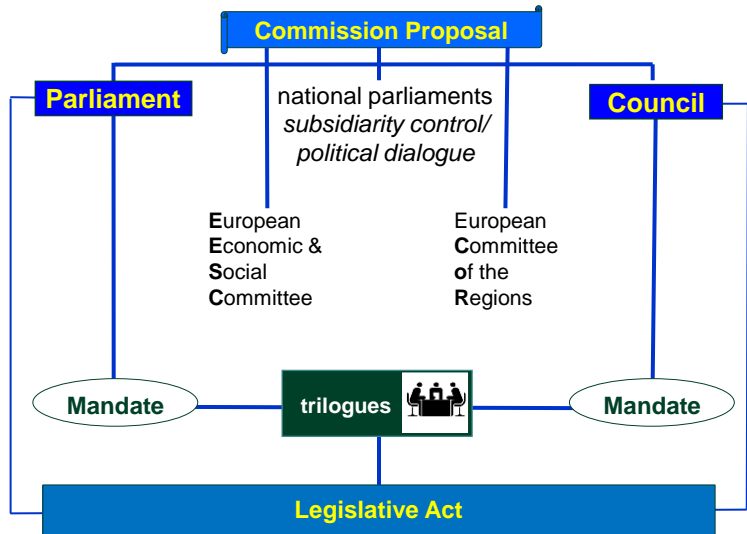 Commission Proposal
Parliament
national parliaments
subsidiarity control/
political dialogue
Council
European
Economic &
Social
Committee
European
Committee
of the
Regions
Mandate
trilogues
Mandate
Legislative Act